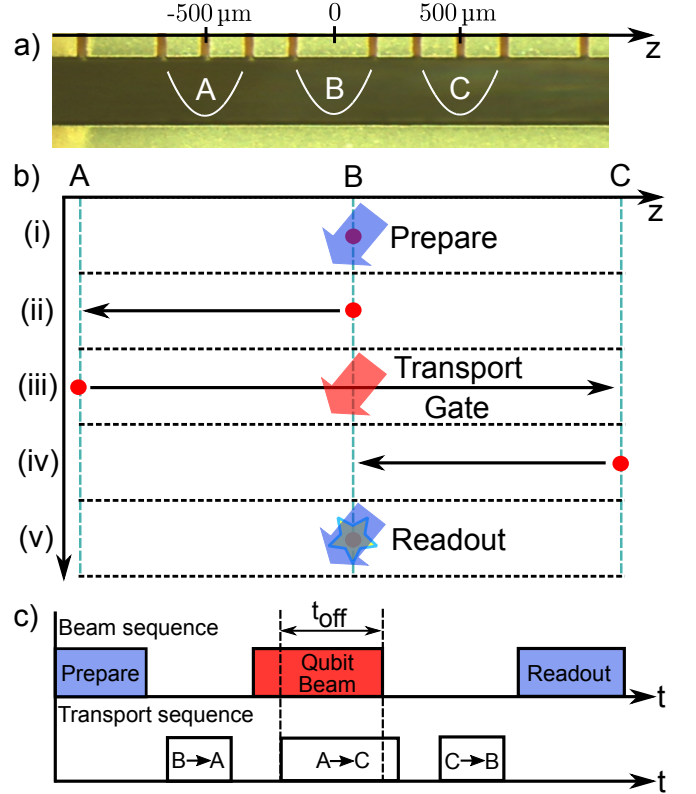 -500 μm 0 500 μm
a) z
A B C
b) A B C
z
(i) Prepare
(ii)
(iii) Transport
Gate
(iv)
(v) Readout
c) t_off
Beam sequence
Prepare Qubit Beam Readout
t
Transport sequence
B→A A→C C→B
t